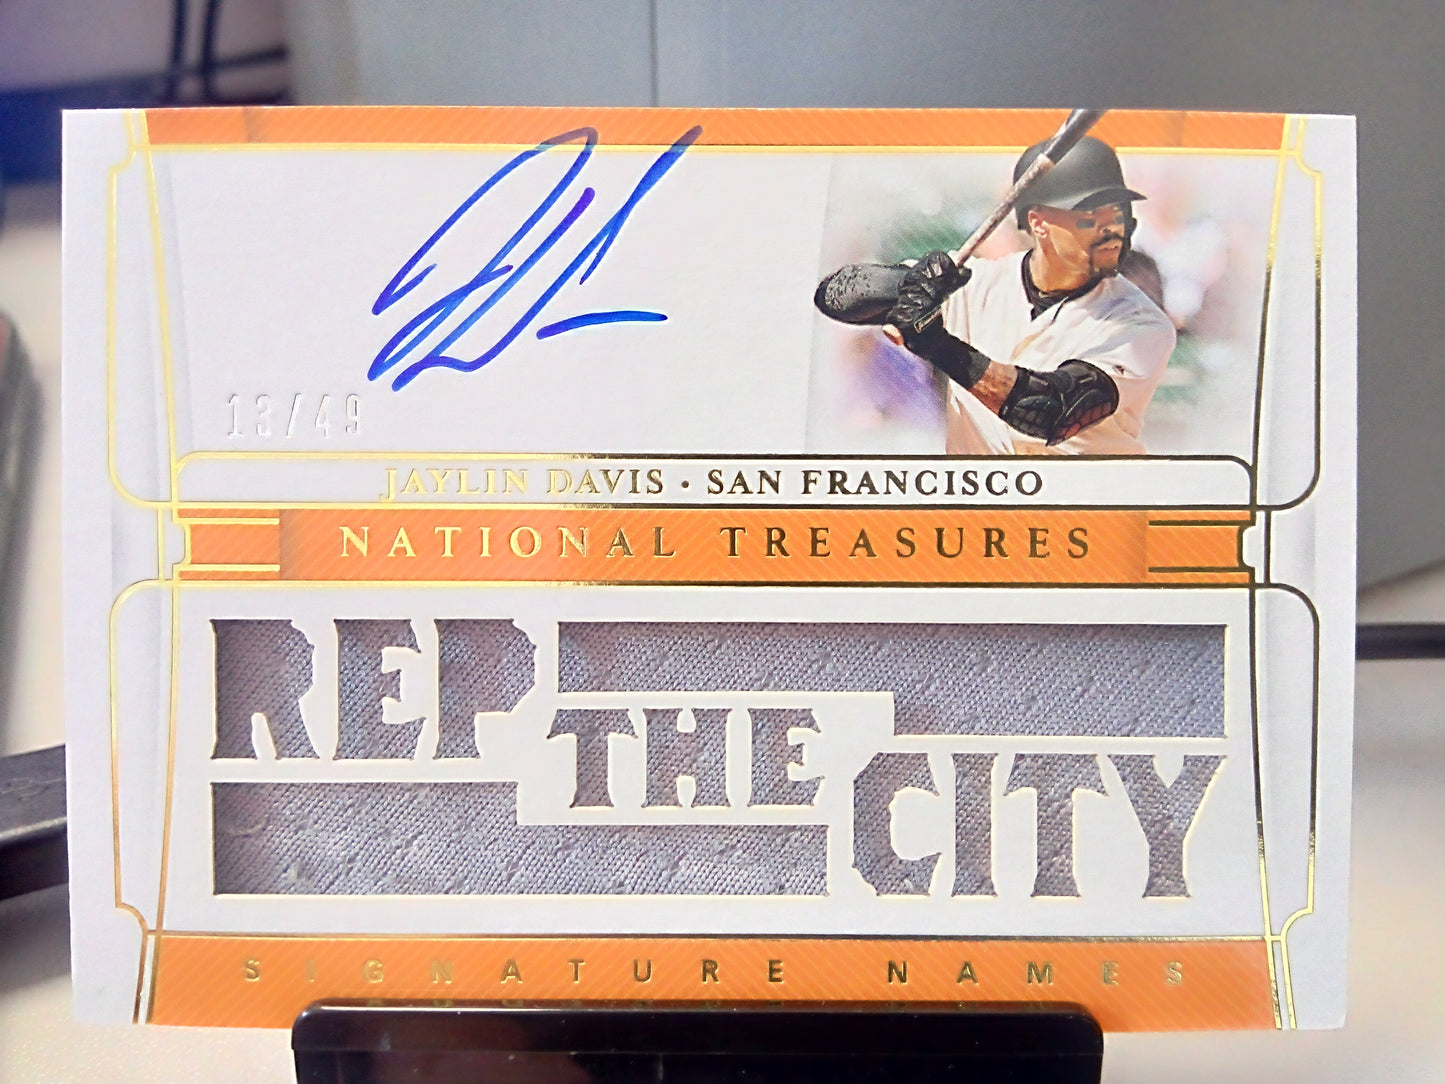 13/49
JAYLIN DAVIS · SAN FRANCISCO
NATIONAL TREASURES
REP
THE
CITY
SIGNATURE NAMES